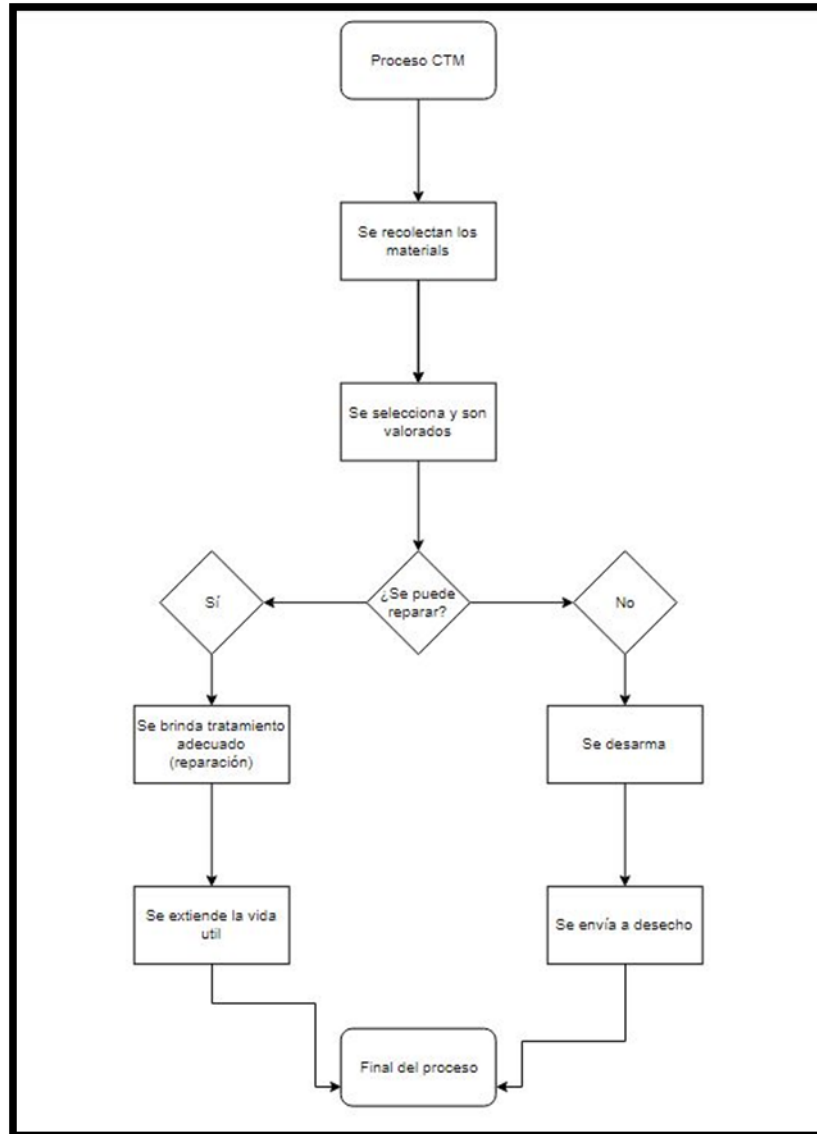 Proceso CTM
Se recolectan los
materials
Se selecciona y son
valorados
¿Se puede
reparar?
Sí
No
Se brinda tratamiento
adecuado
(reparación)
Se desarma
Se extiende la vida
util
Se envía a desecho
Final del proceso